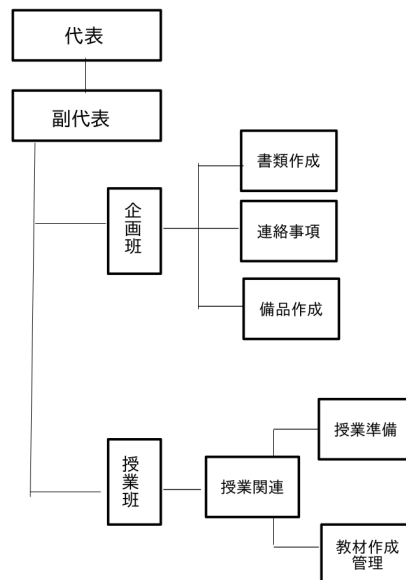 代表
副代表
企画班
書類作成
連絡事項
備品作成
授業班
授業関連
授業準備
教材作成
管理